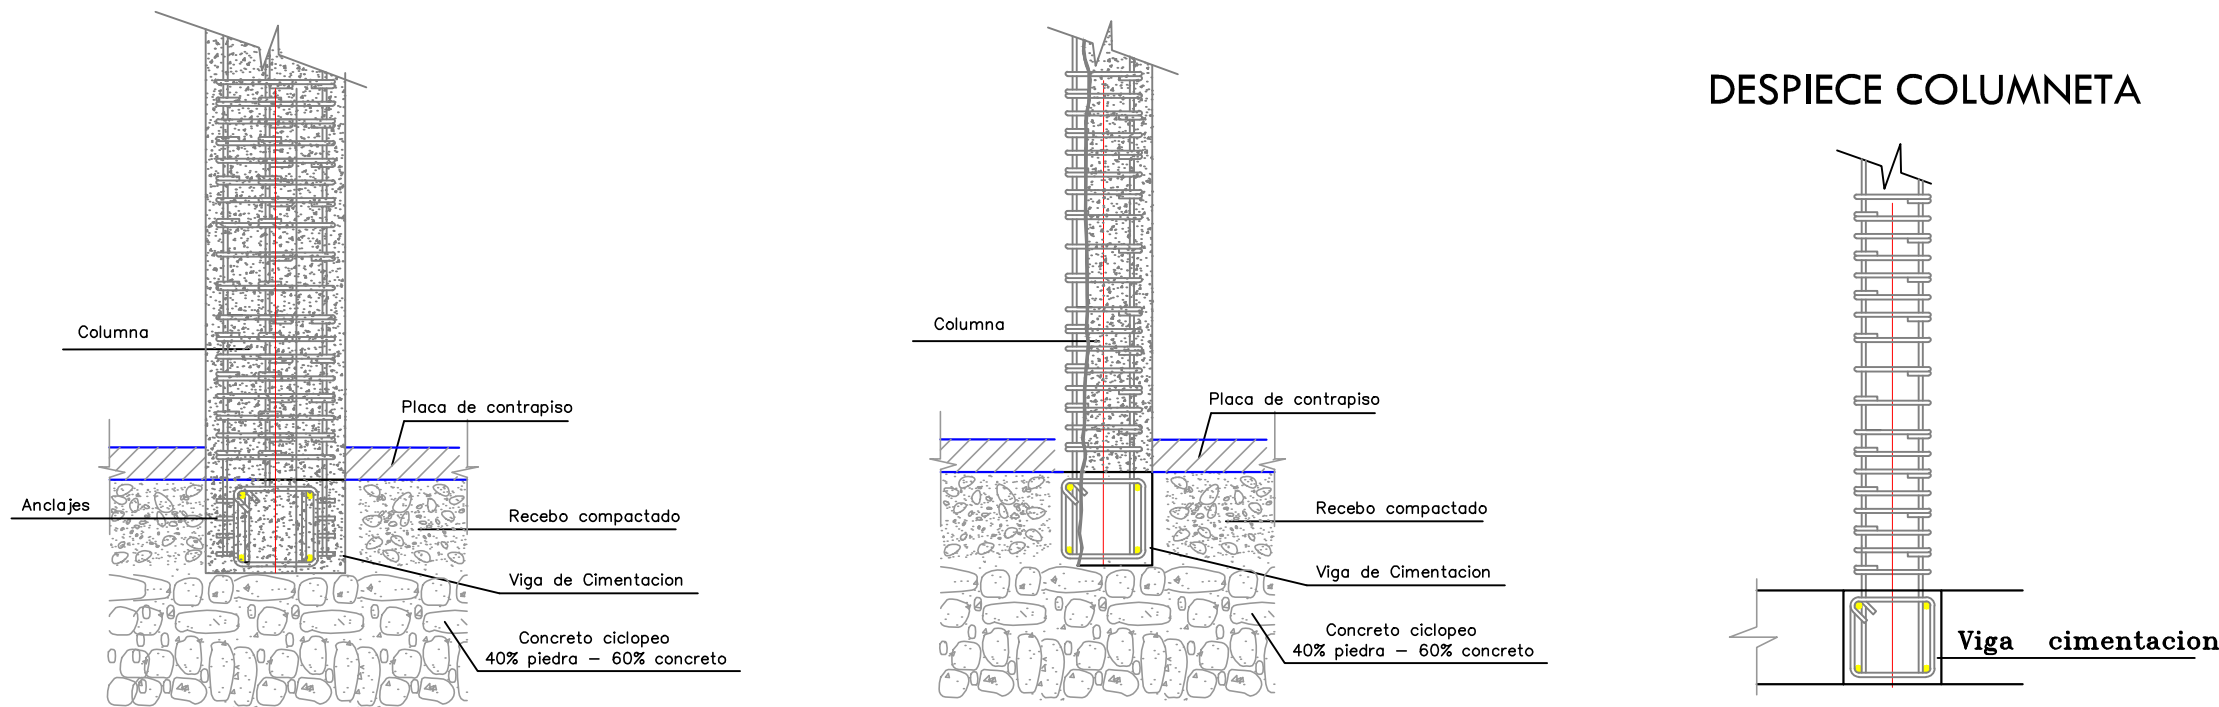 Columna
Placa de contrapiso
Anclajes
Recebo compactado
Viga de Cimentacion
Concreto ciclopeo
40% piedra – 60% concreto
Columna
Placa de contrapiso
Recebo compactado
Viga de Cimentacion
Concreto ciclopeo
40% piedra – 60% concreto
DESPIECE COLUMNETA
Viga cimentacion